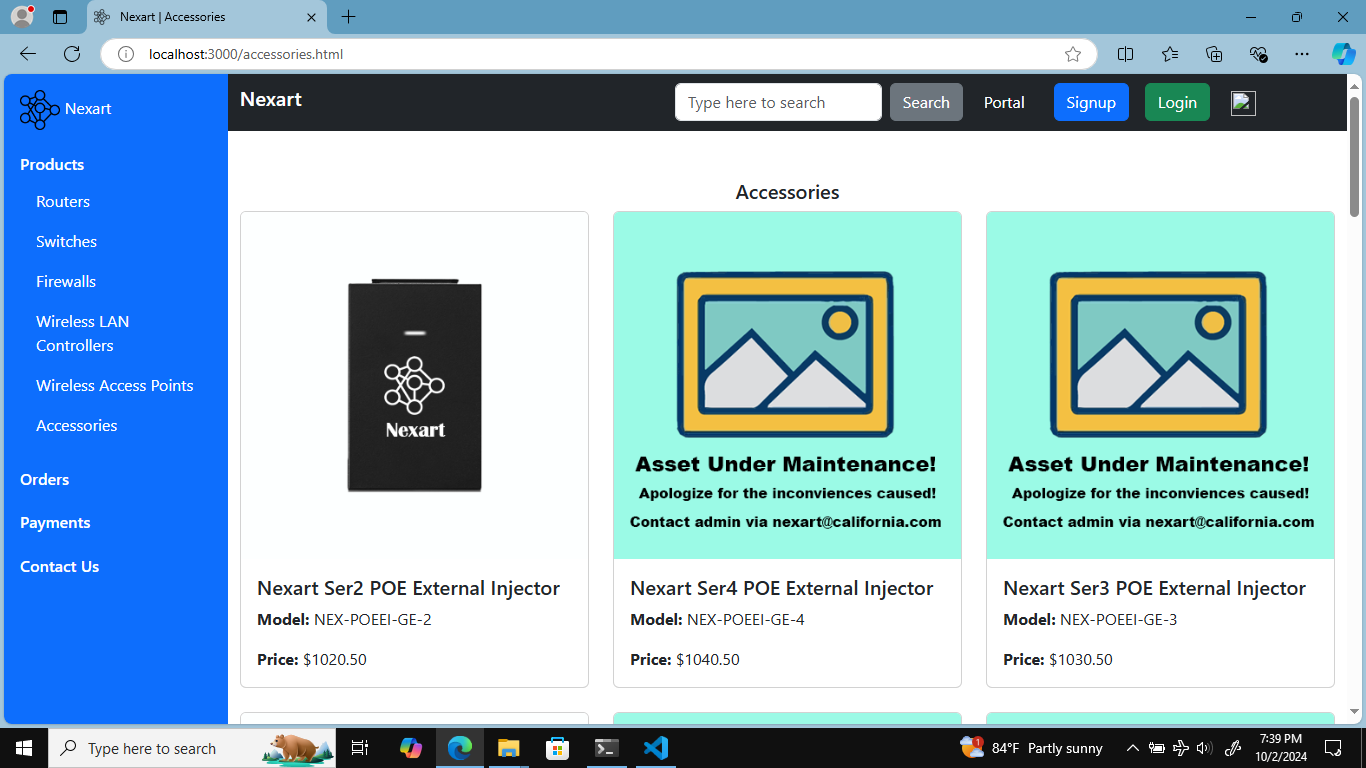 Nexart | Accessories
localhost:3000/accessories.html
Nexart
Products
Routers
Switches
Firewalls
Wireless LAN
Controllers
Wireless Access Points
Accessories
Orders
Payments
Contact Us
Nexart
Type here to search
Search
Portal
Signup
Login
Accessories
Nexart
Nexart Ser2 POE External Injector
Model: NEX-POEEI-GE-2
Price: $1020.50
Asset Under Maintenance!
Apologize for the inconviences caused!
Contact admin via nexart@california.com
Nexart Ser4 POE External Injector
Model: NEX-POEEI-GE-4
Price: $1040.50
Asset Under Maintenance!
Apologize for the inconviences caused!
Contact admin via nexart@california.com
Nexart Ser3 POE External Injector
Model: NEX-POEEI-GE-3
Price: $1030.50
Type here to search
1
84°F Partly sunny
7:39 PM
10/2/2024